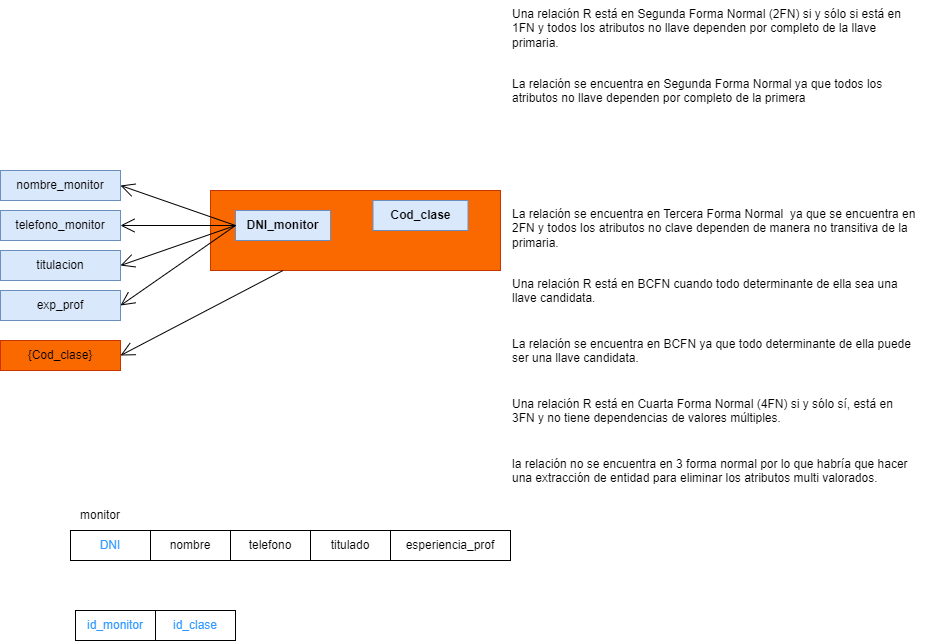 Una relación R está en Segunda Forma Normal (2FN) si y sólo si está en
1FN y todos los atributos no llave dependen por completo de la llave
primaria.
La relación se encuentra en Segunda Forma Normal ya que todos los
atributos no llave dependen por completo de la primera
nombre_monitor
telefono_monitor
titulacion
exp_prof
{Cod_clase}
DNI_monitor
Cod_clase
La relación se encuentra en Tercera Forma Normal  ya que se encuentra en
2FN y todos los atributos no clave dependen de manera no transitiva de la
primaria.
Una relación R está en BCFN cuando todo determinante de ella sea una
llave candidata.
La relación se encuentra en BCFN ya que todo determinante de ella puede
ser una llave candidata.
Una relación R está en Cuarta Forma Normal (4FN) si y sólo sí, está en
3FN y no tiene dependencias de valores múltiples.
la relación no se encuentra en 3 forma normal por lo que habría que hacer
una extracción de entidad para eliminar los atributos multi valorados.
monitor
DNI nombre telefono titulado esperiencia_prof
id_monitor id_clase